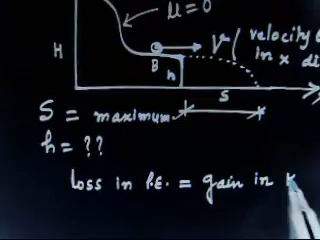 μ = 0
H
B
V ( velocity
in x di
h
S
S = maximum
h = ??
Loss in P.E. = gain in